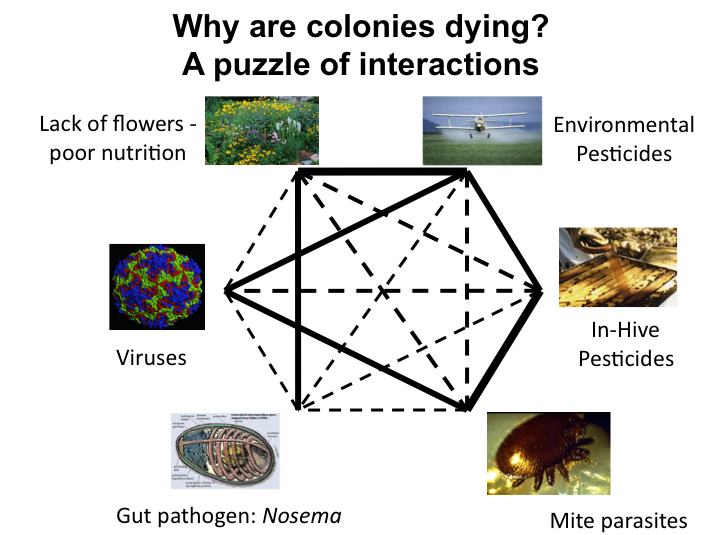 Why are colonies dying?
A puzzle of interactions
Lack of flowers -
poor nutrition
Environmental
Pesticides
In-Hive
Pesticides
Viruses
Gut pathogen: Nosema
Mite parasites